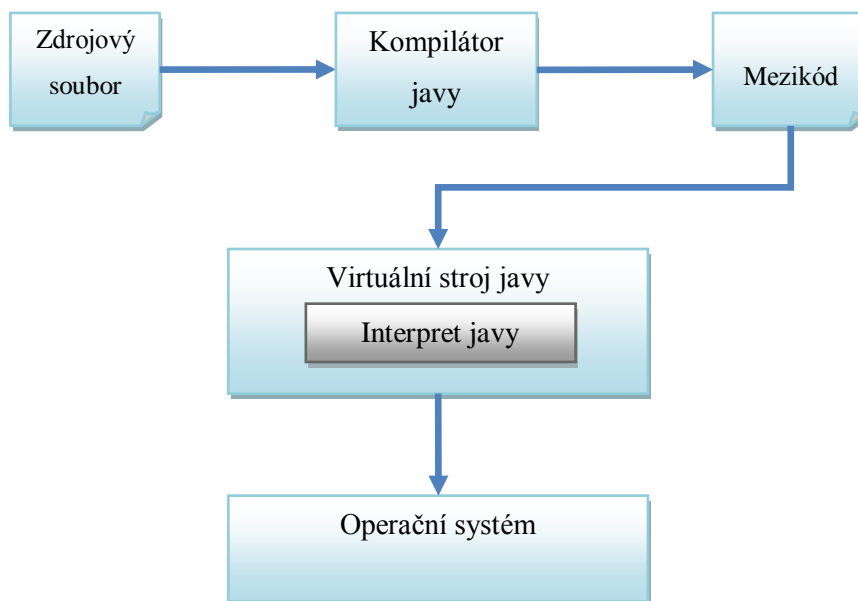 Zdrojový
soubor
Kompilátor
javy
Mezikód
Virtuální stroj javy
Interpret javy
Operační systém